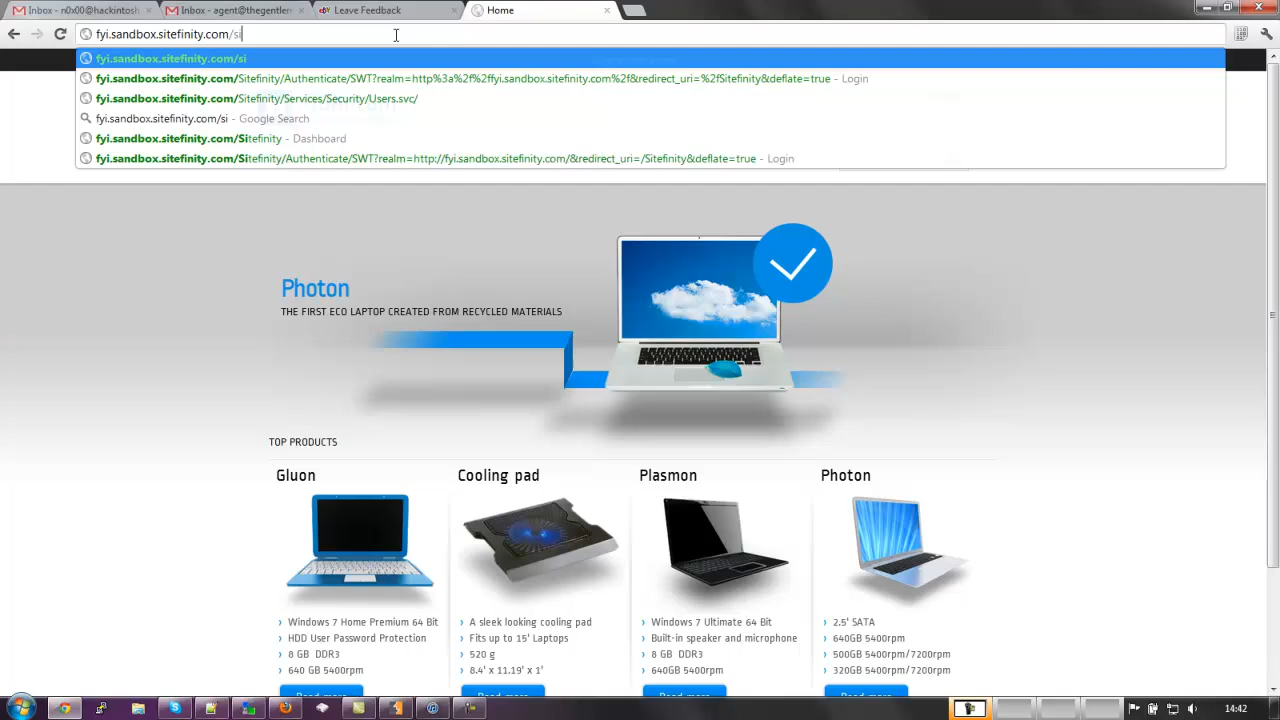 Inbox - n0x00@hackintosh
Inbox - agent@thegentlem
Leave Feedback
Home
fyi.sandbox.sitefinity.com/si
fyi.sandbox.sitefinity.com/si
fyi.sandbox.sitefinity.com/Sitefinity/Authenticate/SWT?realm=http%3a%2f%2ffyi.sandbox.sitefinity.com%2f&redirect_uri=%2fSitefinity&deflate=true - Login
fyi.sandbox.sitefinity.com/Sitefinity/Services/Security/Users.svc/
fyi.sandbox.sitefinity.com/si - Google Search
fyi.sandbox.sitefinity.com/Sitefinity - Dashboard
fyi.sandbox.sitefinity.com/Sitefinity/Authenticate/SWT?realm=http://fyi.sandbox.sitefinity.com/&redirect_uri=/Sitefinity&deflate=true - Login
Photon
THE FIRST ECO LAPTOP CREATED FROM RECYCLED MATERIALS
TOP PRODUCTS
Gluon
Windows 7 Home Premium 64 Bit
HDD User Password Protection
8 GB DDR3
640 GB 5400rpm
Read more
Cooling pad
A sleek looking cooling pad
Fits up to 15' Laptops
520 g
8.4' x 11.19' x 1'
Read more
Plasmon
Windows 7 Ultimate 64 Bit
Built-in speaker and microphone
8 GB DDR3
640GB 5400rpm
Read more
Photon
2.5' SATA
640GB 5400rpm
500GB 5400rpm/7200rpm
320GB 5400rpm/7200rpm
Read more
14:42